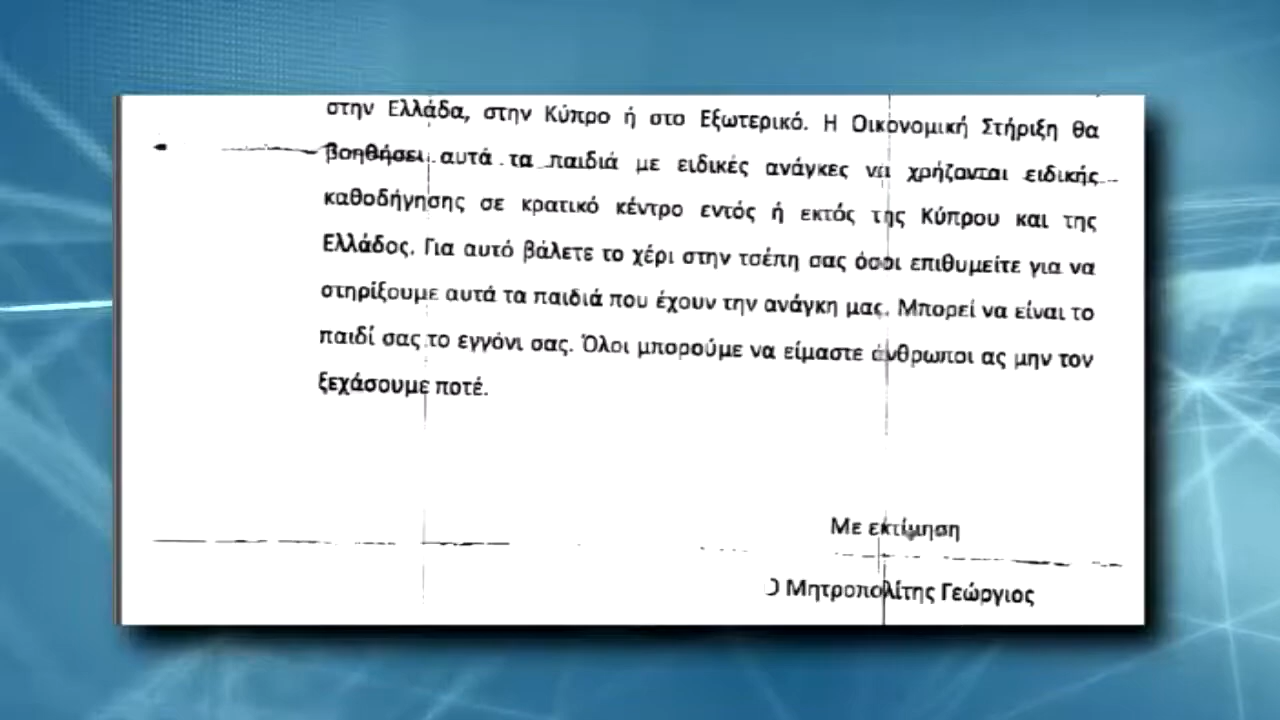 στην Ελλάδα, στην Κύπρο ή στο Εξωτερικό. Η Οικονομική Στήριξη θα
βοηθήσει αυτά τα παιδιά με ειδικές ανάγκες να χρήζονται ειδικής
καθοδήγησης σε κρατικό κέντρο εντός ή εκτός της Κύπρου και της
Ελλάδος. Για αυτό βάλετε το χέρι στην τσέπη σας όσοι επιθυμείτε για να
στηρίξουμε αυτά τα παιδιά που έχουν την ανάγκη μας. Μπορεί να είναι το
παιδί σας το εγγόνι σας. Όλοι μπορούμε να είμαστε άνθρωποι ας μην τον
ξεχάσουμε ποτέ.
Με εκτίμηση
Ο Μητροπολίτης Γεώργιος